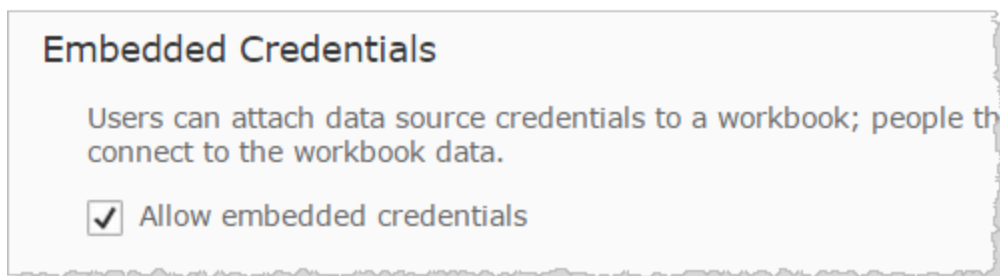 Embedded Credentials
Users can attach data source credentials to a workbook; people
connect to the workbook data.
Allow embedded credentials